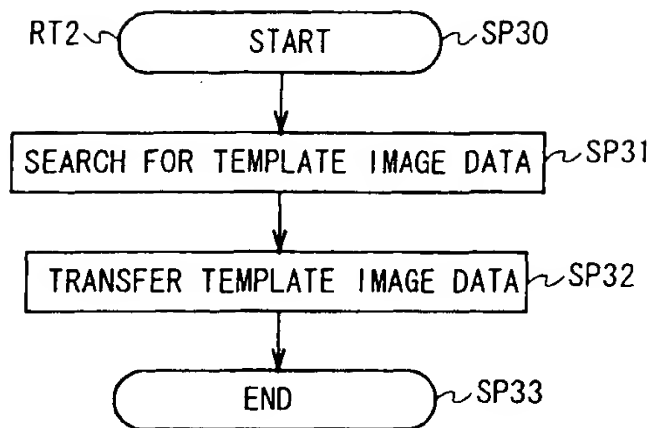 RT2 START SP30
SEARCH FOR TEMPLATE IMAGE DATA SP31
TRANSFER TEMPLATE IMAGE DATA SP32
END SP33